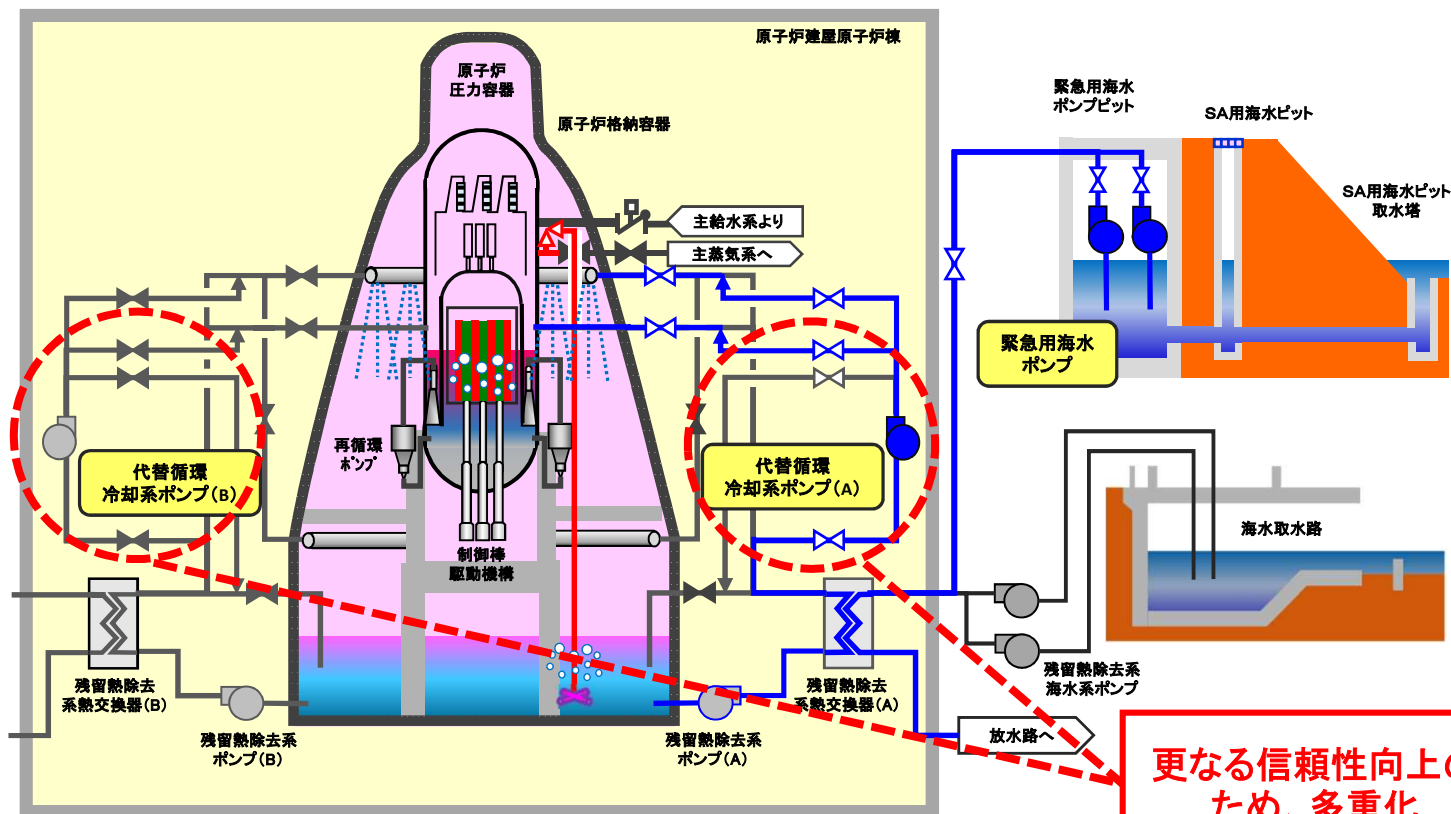 原子炉建屋原子炉棟
原子炉
圧力容器
原子炉格納容器
緊急用海水
ポンプピット
SA用海水ピット
SA用海水ピット
取水塔
主給水系より
主蒸気系へ
緊急用海水
ポンプ
再循環
ポンプ
代替循環
冷却系ポンプ(B)
代替循環
冷却系ポンプ(A)
海水取水路
制御棒
駆動機構
残留熱除去
系熱交換器(B)
残留熱除去系
ポンプ(B)
残留熱除去系
ポンプ(A)
残留熱除去
系熱交換器(A)
残留熱除去系
海水系ポンプ
放水路へ
更なる信頼性向上の
ため、多重化